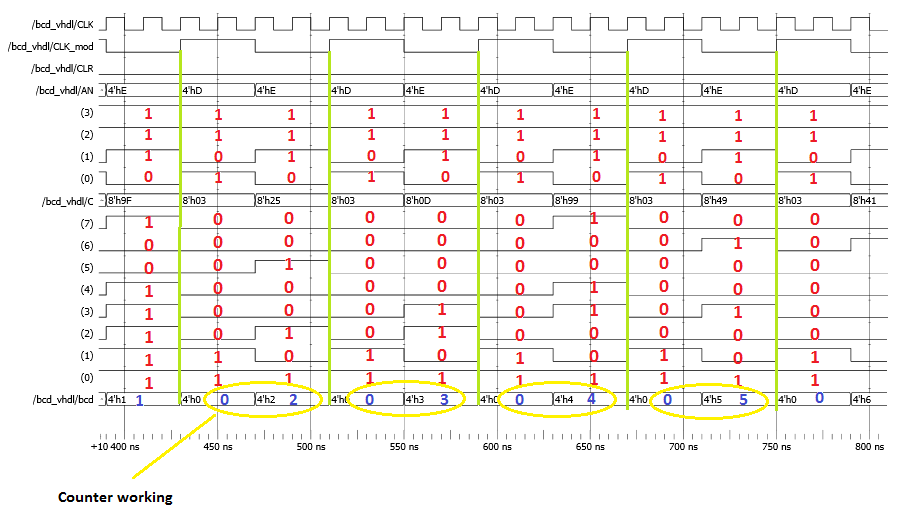 /bcd_vhdl/CLK
/bcd_vhdl/CLK_mod
/bcd_vhdl/CLR
/bcd_vhdl/AN 4'hE 4'hD 4'hE 4'hD 4'hE 4'hD 4'hE 4'hD 4'hE 4'hD 4'hE
(3) 1 1 1 1 1 1 1 1 1 1
(2) 1 1 1 1 1 1 1 1 1 1
(1) 1 0 1 0 1 0 1 0 1 0
(0) 0 1 0 1 0 1 0 1 0 1
/bcd_vhdl/C 8'h9F 8'h03 8'h25 8'h03 8'h0D 8'h03 8'h99 8'h03 8'h49 8'h03 8'h41
(7) 1 0 0 0 0 0 1 0 0 0
(6) 0 0 0 0 0 0 0 0 1 0
(5) 0 0 1 0 0 0 0 0 0 0
(4) 1 0 0 0 0 0 1 0 0 0
(3) 1 0 0 0 1 0 1 0 1 0
(2) 1 0 1 0 1 0 0 0 0 0
(1) 1 1 0 1 0 1 0 1 0 1
(0) 1 1 1 1 1 1 1 1 1 1
/bcd_vhdl/bcd 4'h1 1 4'h0 0 4'h2 2 4'h0 0 4'h3 3 4'h0 0 4'h4 4 4'h0 0 4'h5 5 4'h0 0 4'h6
+10 400 ns 450 ns 500 ns 550 ns 600 ns 650 ns 700 ns 750 ns 800 ns
Counter working